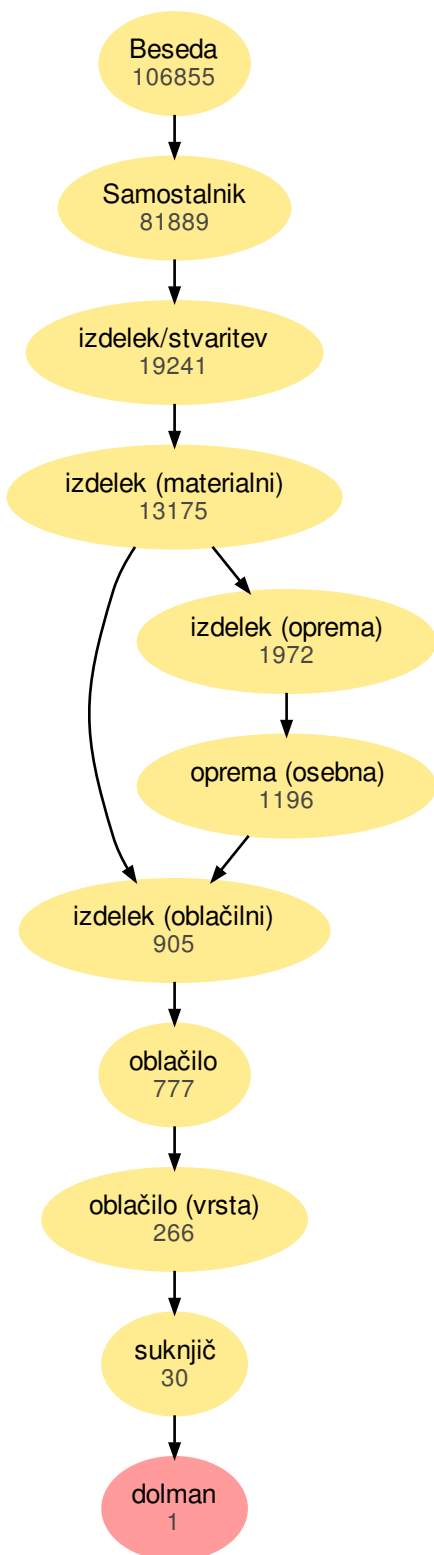 Beseda
106855
Samostalnik
81889
izdelek/stvaritev
19241
izdelek (materialni)
13175
izdelek (oprema)
1972
oprema (osebna)
1196
izdelek (oblačilni)
905
oblačilo
777
oblačilo (vrsta)
266
suknjič
30
dolman
1